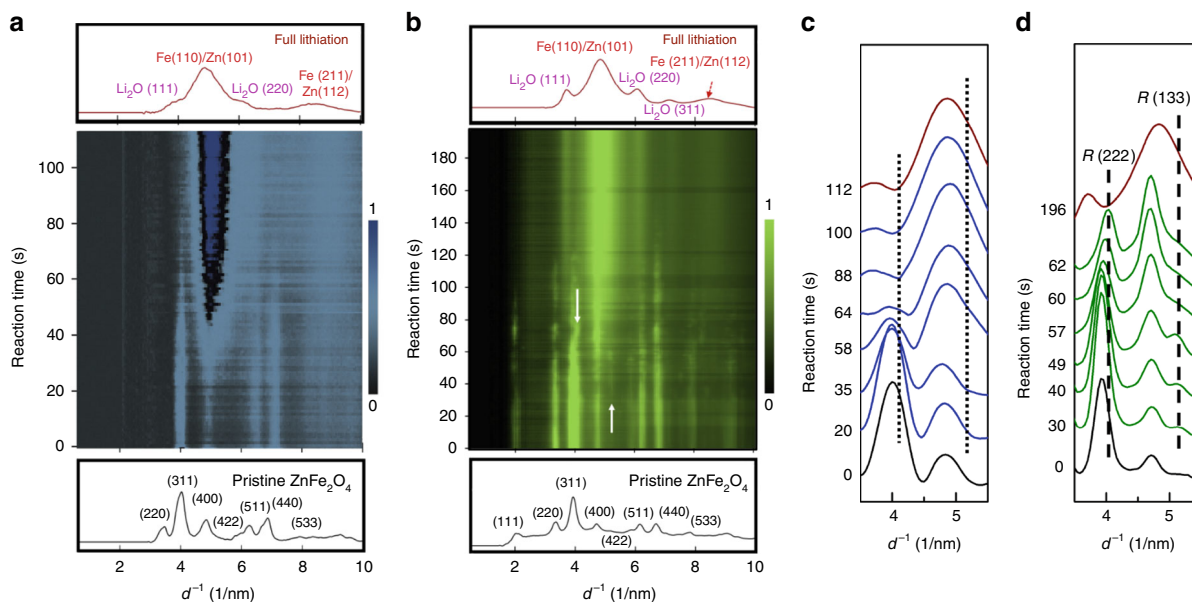 a
Full lithiation
Fe(110)/Zn(101)
Li2O (111)
Li2O (220)
Fe (211)/
Zn(112)
100
80
60
40
20
0
Reaction time (s)
1
0
Pristine ZnFe2O4
(220)
(311)
(400)
(422)
(511)
(440)
(533)
2
4
6
8
10
d−1 (1/nm)
b
Full lithiation
Fe(110)/Zn(101)
Fe (211)/Zn(112)
Li2O (111)
Li2O (220)
Li2O (311)
180
160
140
120
100
80
60
40
20
0
Reaction time (s)
1
0
Pristine ZnFe2O4
(111)
(220)
(311)
(400)
(422)
(511)
(440)
(533)
2
4
6
8
10
d−1 (1/nm)
c
112
100
88
64
58
35
20
0
Reaction time (s)
4
5
d−1 (1/nm)
d
R (133)
R (222)
196
62
60
57
49
40
30
0
Reaction time (s)
4
5
d−1 (1/nm)